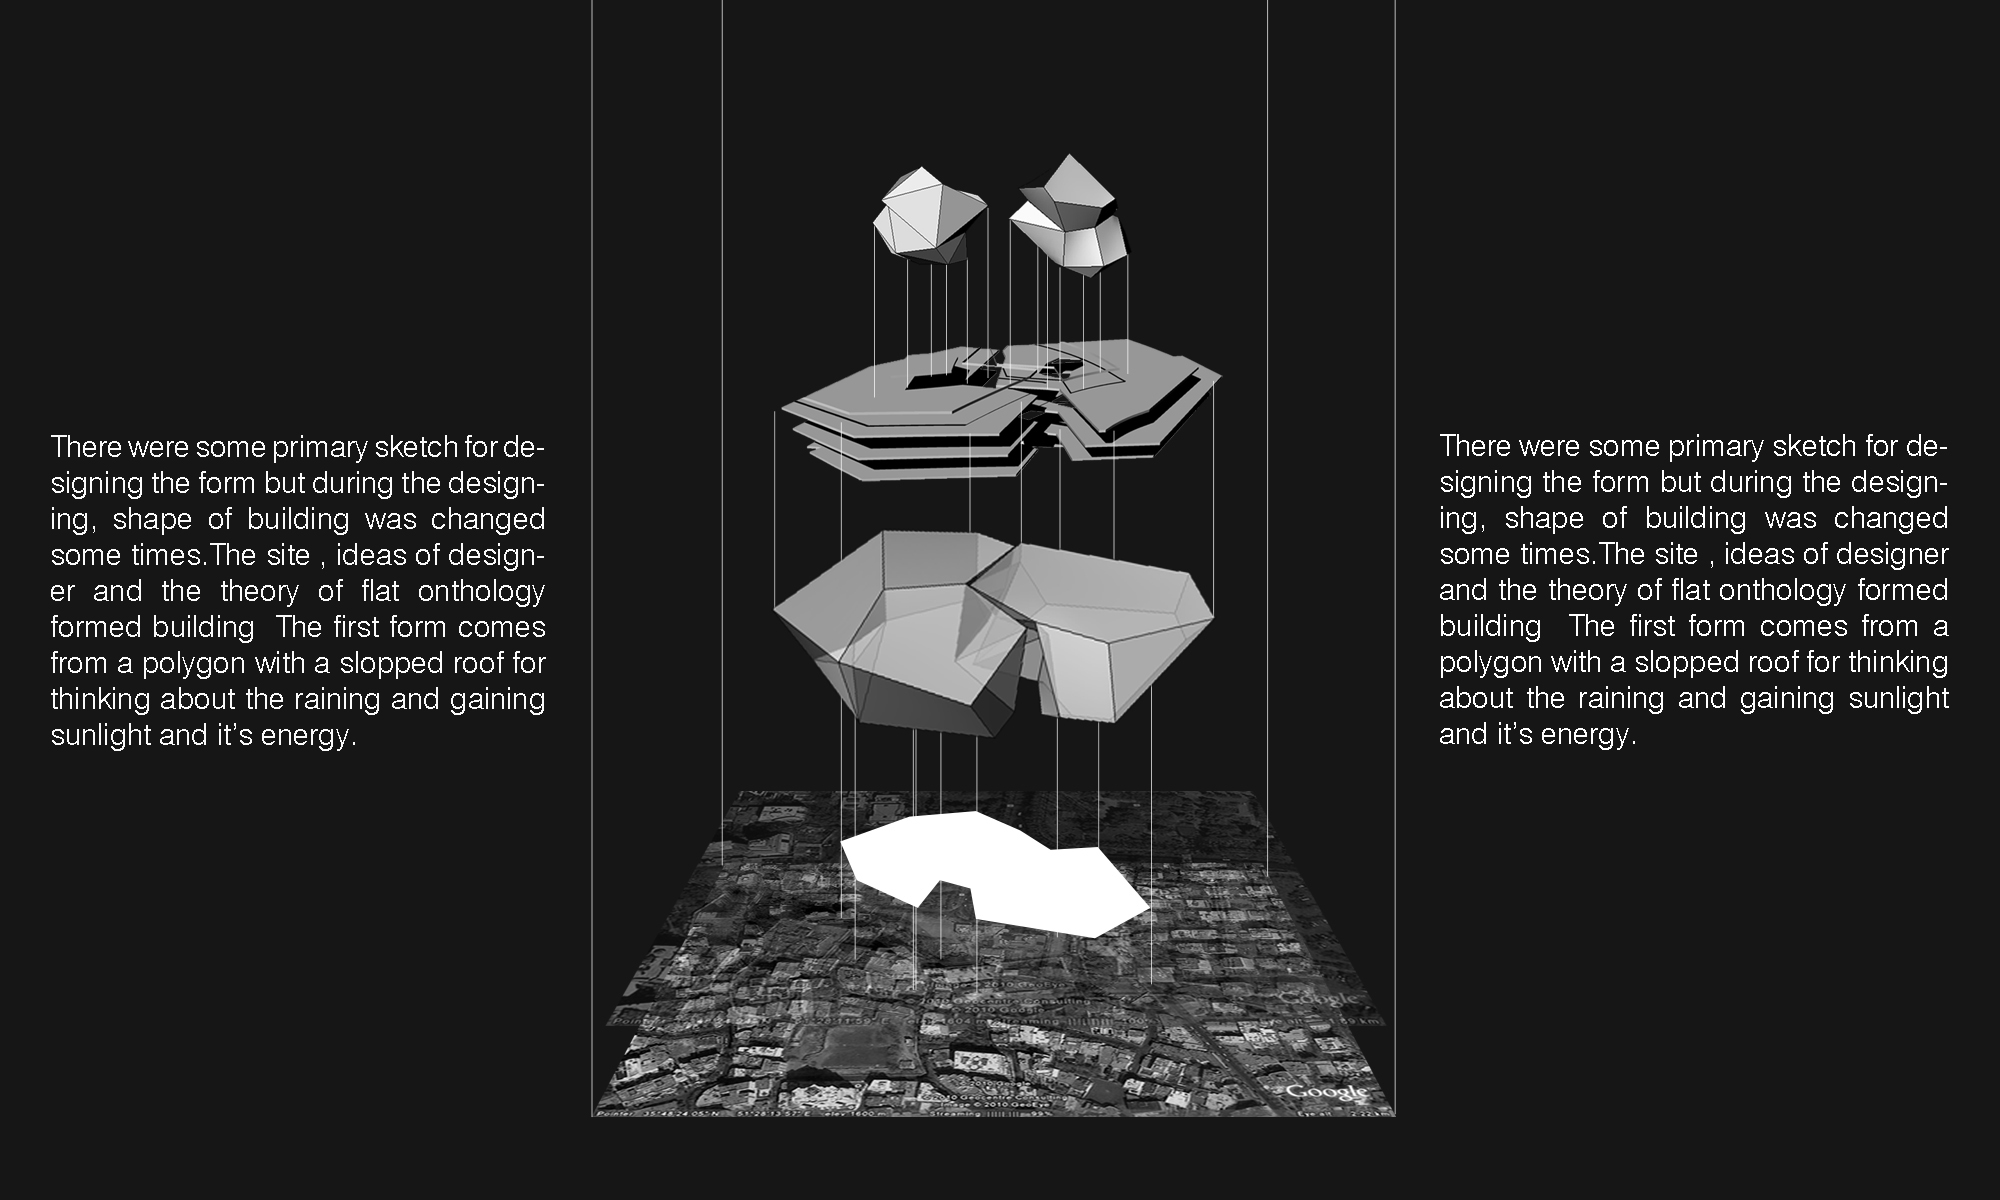 There were some primary sketch for de-
signing the form but during the design-
ing, shape of building was changed
some times.The site , ideas of design-
er and the theory of flat onthology
formed building  The first form comes
from a polygon with a slopped roof for
thinking about the raining and gaining
sunlight and it's energy.
There were some primary sketch for de-
signing the form but during the design-
ing, shape of building was changed
some times.The site , ideas of designer
and the theory of flat onthology formed
building  The first form comes from a
polygon with a slopped roof for thinking
about the raining and gaining sunlight
and it's energy.
Google
Google
Image © 2010 GeoEye
Streaming